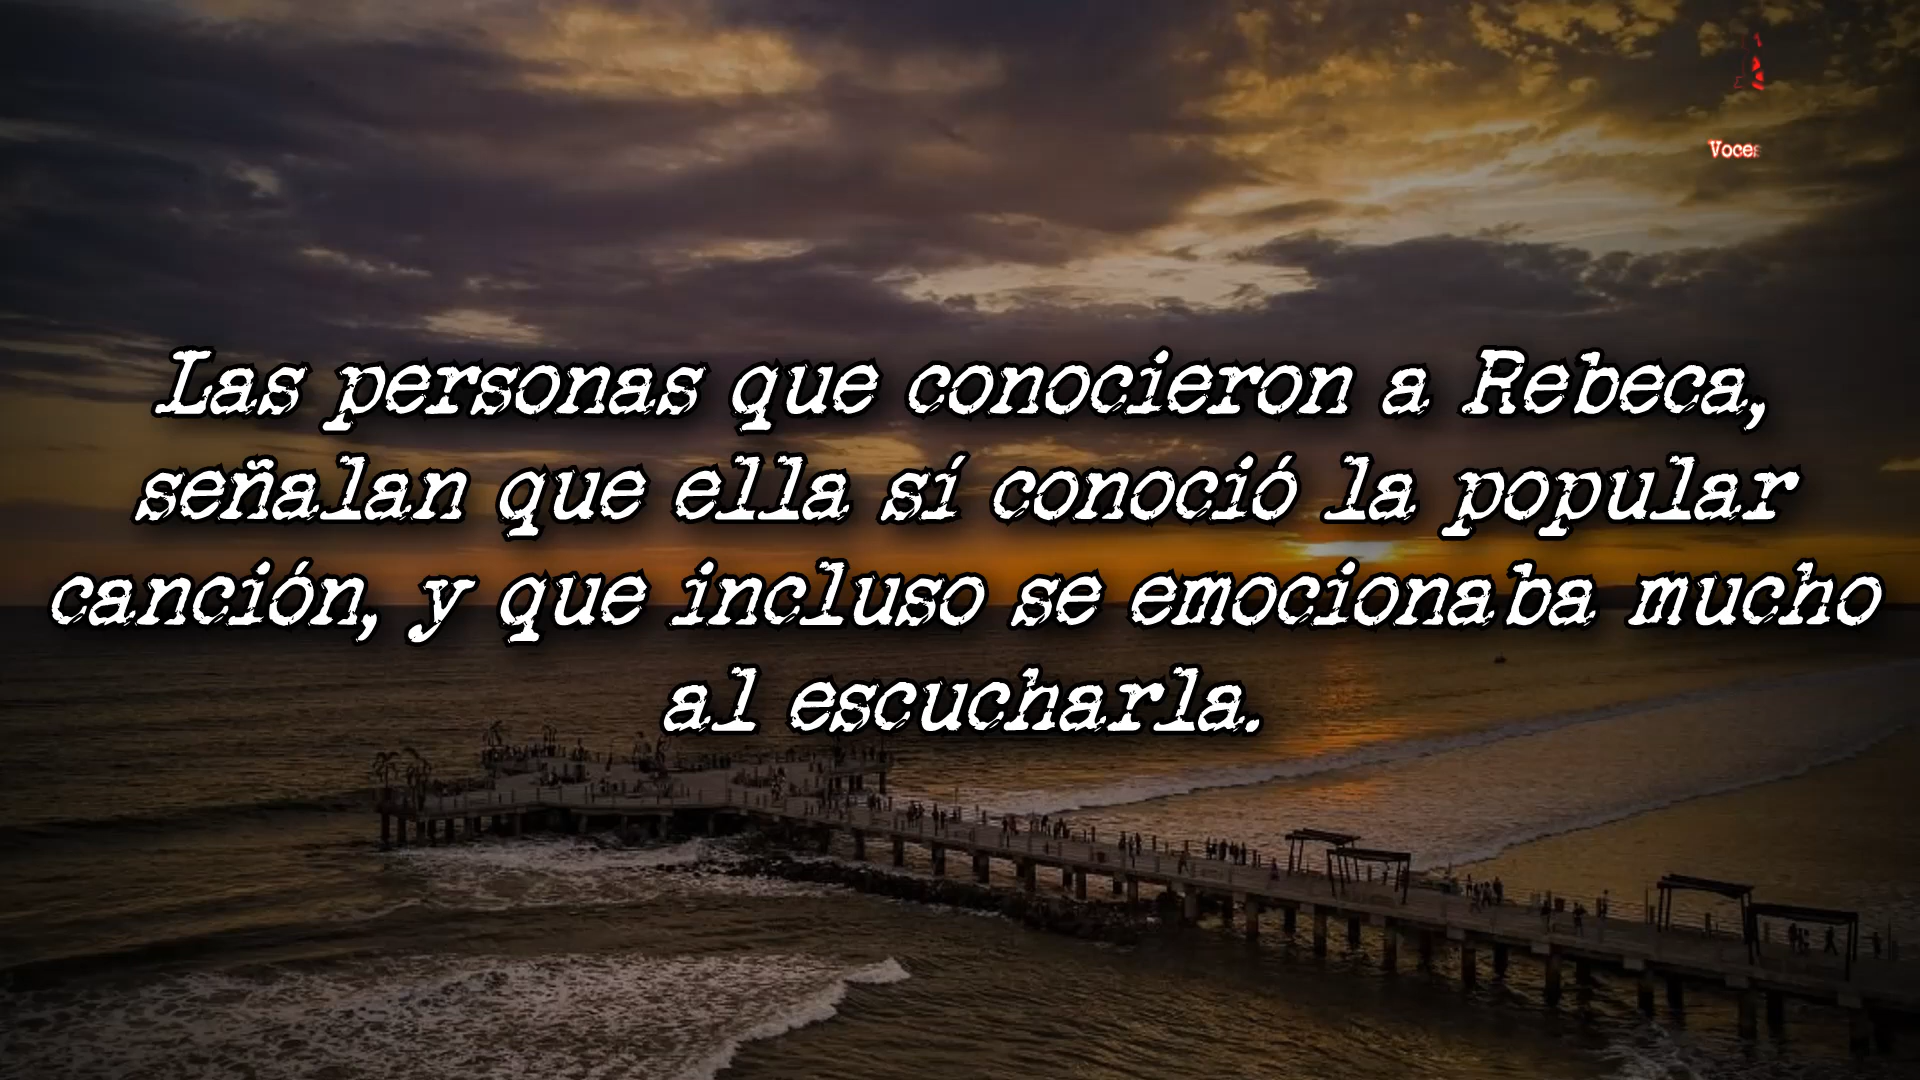 Voces
Las personas que conocieron a Rebeca,
señalan que ella sí conoció la popular
canción, y que incluso se emocionaba mucho
al escucharla.